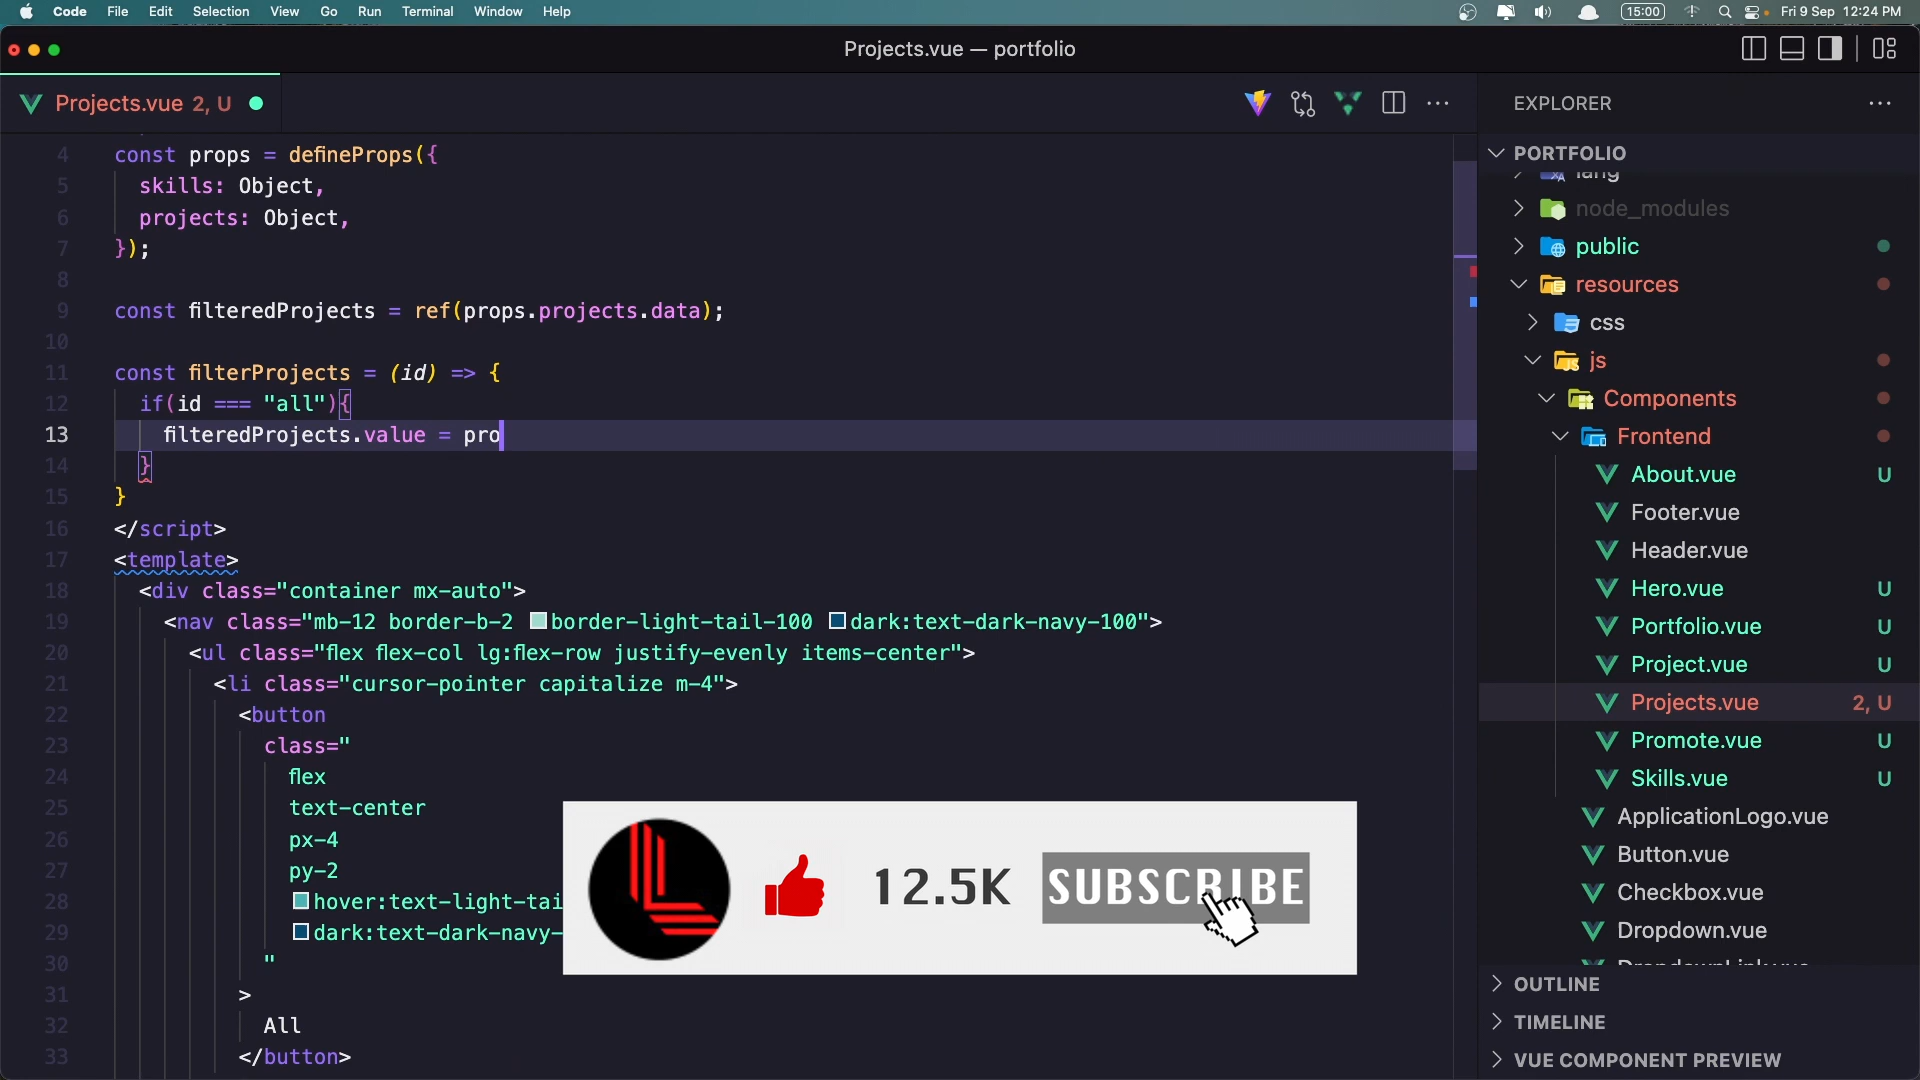 Code File Edit Selection View Go Run Terminal Window Help 15:00 Fri 9 Sep 12:24 PM
Projects.vue — portfolio
Projects.vue 2, U
4 const props = defineProps({
5 skills: Object,
6 projects: Object,
7 });
8
9 const filteredProjects = ref(props.projects.data);
10
11 const filterProjects = (id) => {
12 if(id === "all"){
13 filteredProjects.value = pro
14 }
15 }
16 </script>
17 <template>
18 <div class="container mx-auto">
19 <nav class="mb-12 border-b-2 border-light-tail-100 dark:text-dark-navy-100">
20 <ul class="flex flex-col lg:flex-row justify-evenly items-center">
21 <li class="cursor-pointer capitalize m-4">
22 <button
23 class="
24 flex
25 text-center
26 px-4
27 py-2
28 hover:text-light-tai
29 dark:text-dark-navy-
30 "
31 >
32 All
33 </button>
12.5K SUBSCRIBE
EXPLORER
PORTFOLIO
lang
node_modules
public
resources
css
js
Components
Frontend
About.vue U
Footer.vue
Header.vue
Hero.vue U
Portfolio.vue U
Project.vue U
Projects.vue 2, U
Promote.vue U
Skills.vue U
ApplicationLogo.vue
Button.vue
Checkbox.vue
Dropdown.vue
OUTLINE
TIMELINE
VUE COMPONENT PREVIEW